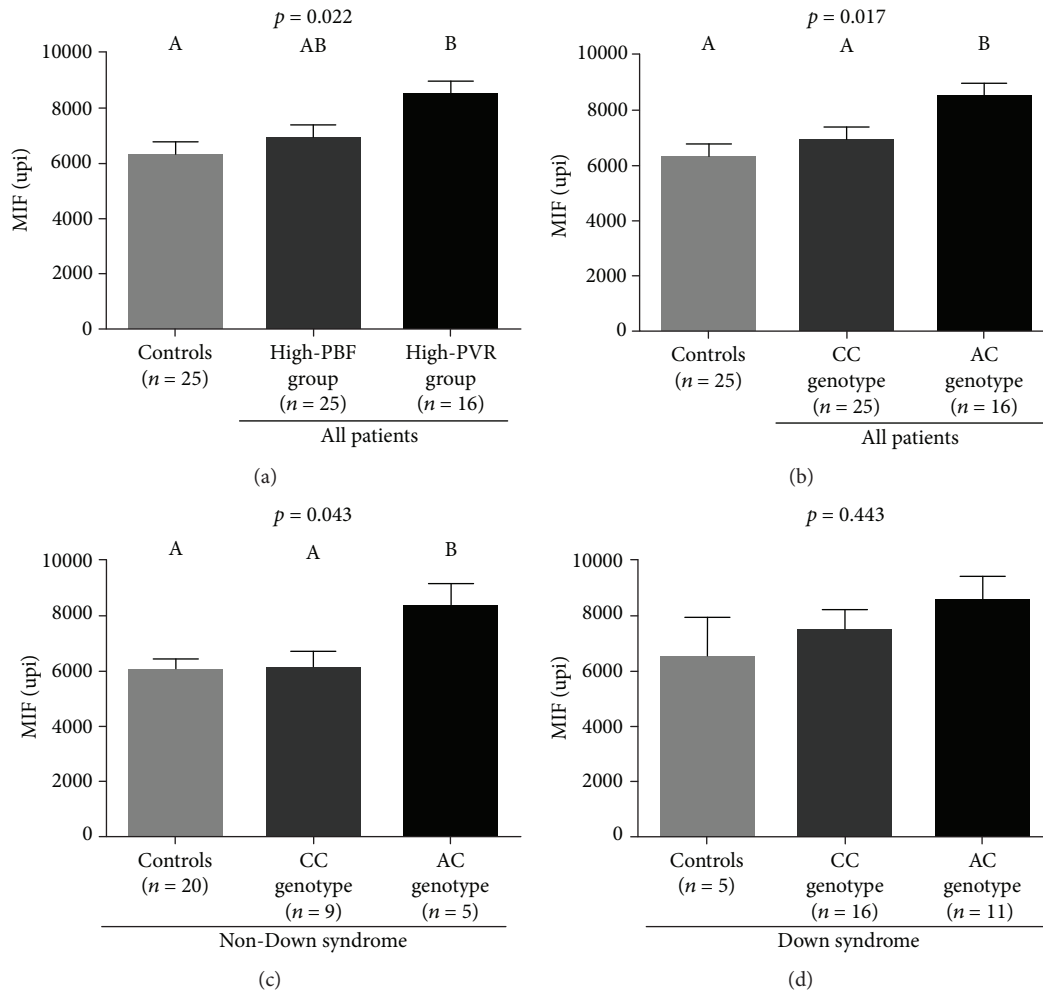 p = 0.022
A AB B
10000
8000
6000
4000
2000
0
MIF (upi)
Controls
(n = 25)
High-PBF
group
(n = 25)
High-PVR
group
(n = 16)
All patients
(a)
p = 0.017
A A B
10000
8000
6000
4000
2000
0
MIF (upi)
Controls
(n = 25)
CC
genotype
(n = 25)
AC
genotype
(n = 16)
All patients
(b)
p = 0.043
A A B
10000
8000
6000
4000
2000
0
MIF (upi)
Controls
(n = 20)
CC
genotype
(n = 9)
AC
genotype
(n = 5)
Non-Down syndrome
(c)
p = 0.443
10000
8000
6000
4000
2000
0
MIF (upi)
Controls
(n = 5)
CC
genotype
(n = 16)
AC
genotype
(n = 11)
Down syndrome
(d)